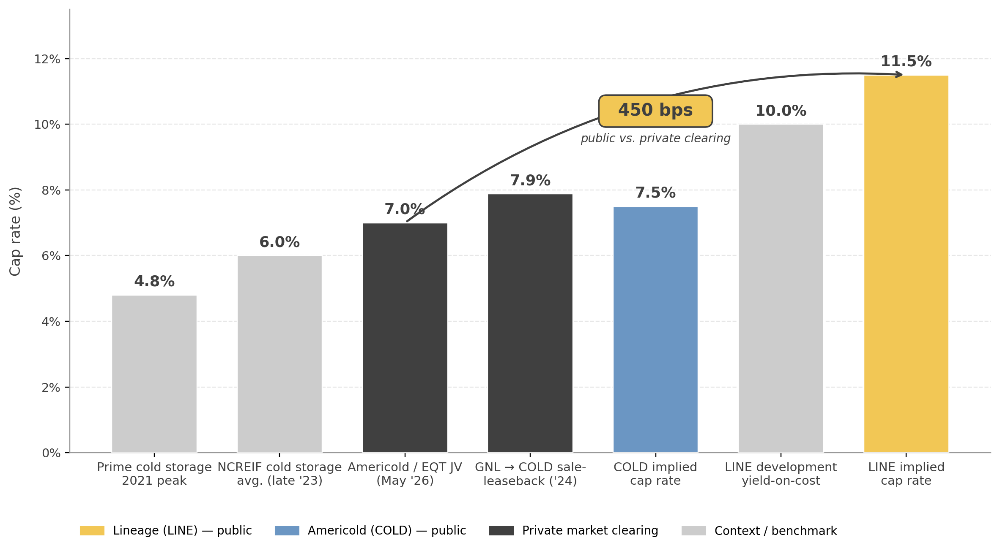 12%
10%
8%
6%
4%
2%
0%
Cap rate (%)
4.8%
6.0%
7.0%
7.9%
7.5%
10.0%
11.5%
450 bps
public vs. private clearing
Prime cold storage
2021 peak
NCREIF cold storage
avg. (late '23)
Americold / EQT JV
(May '26)
GNL → COLD sale-
leaseback ('24)
COLD implied
cap rate
LINE development
yield-on-cost
LINE implied
cap rate
Lineage (LINE) — public
Americold (COLD) — public
Private market clearing
Context / benchmark